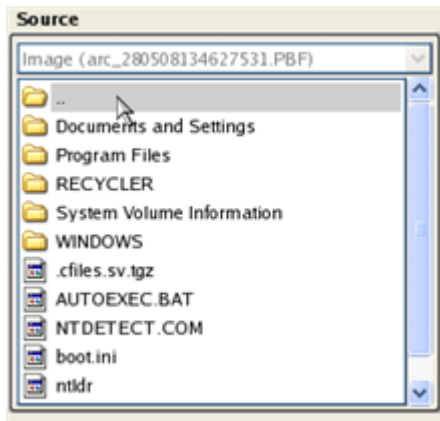 Source
Image (arc_280508134627531.PBF)
..
Documents and Settings
Program Files
RECYCLER
System Volume Information
WINDOWS
.cfiles.sv.tgz
AUTOEXEC.BAT
NTDETECT.COM
boot.ini
ntldr